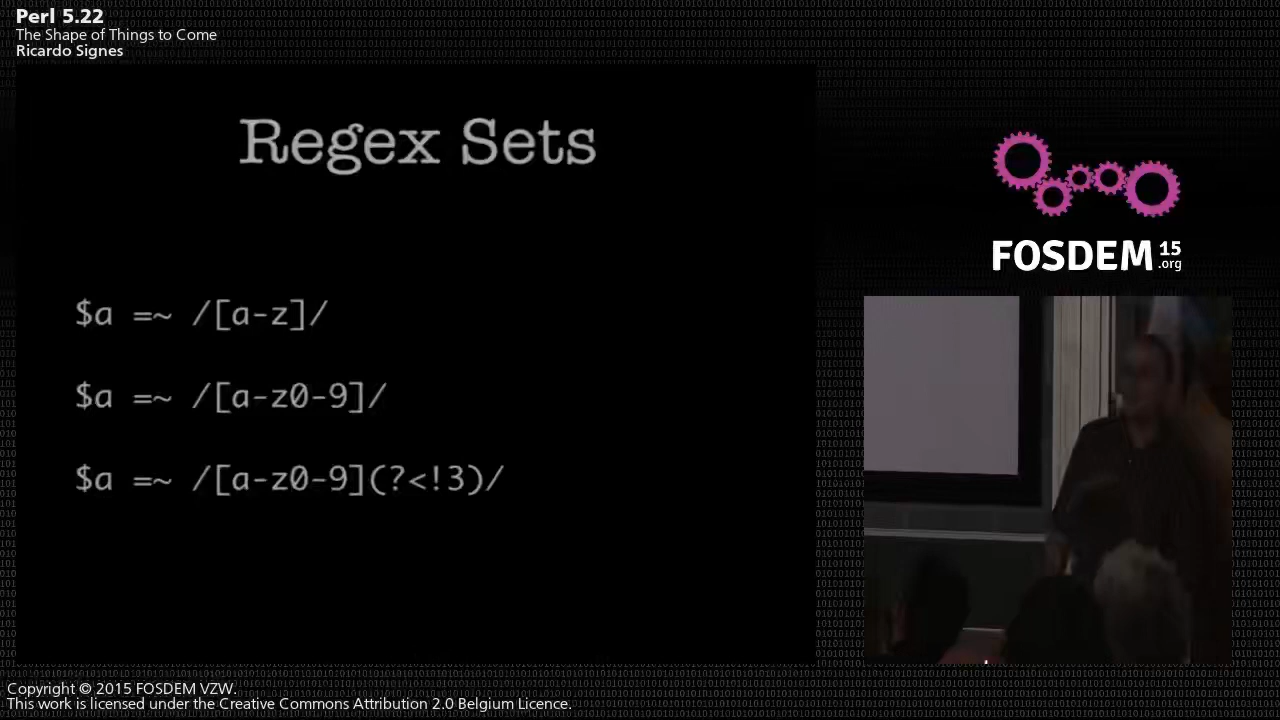 Perl 5.22
The Shape of Things to Come
Ricardo Signes
Regex Sets
$a =~ /[a-z]/
$a =~ /[a-z0-9]/
$a =~ /[a-z0-9](?<!3)/
FOSDEM 15
.org
Copyright © 2015 FOSDEM VZW.
This work is licensed under the Creative Commons Attribution 2.0 Belgium Licence.